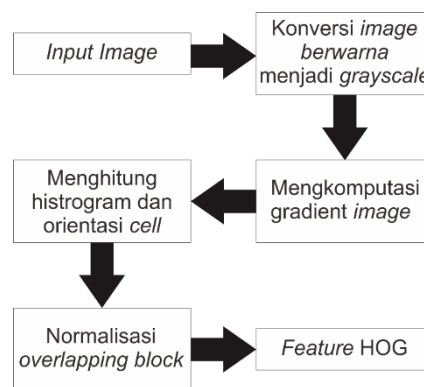 Input Image
Konversi image
berwarna
menjadi grayscale
Mengkomputasi
gradient image
Menghitung
histrogram dan
orientasi cell
Normalisasi
overlapping block
Feature HOG